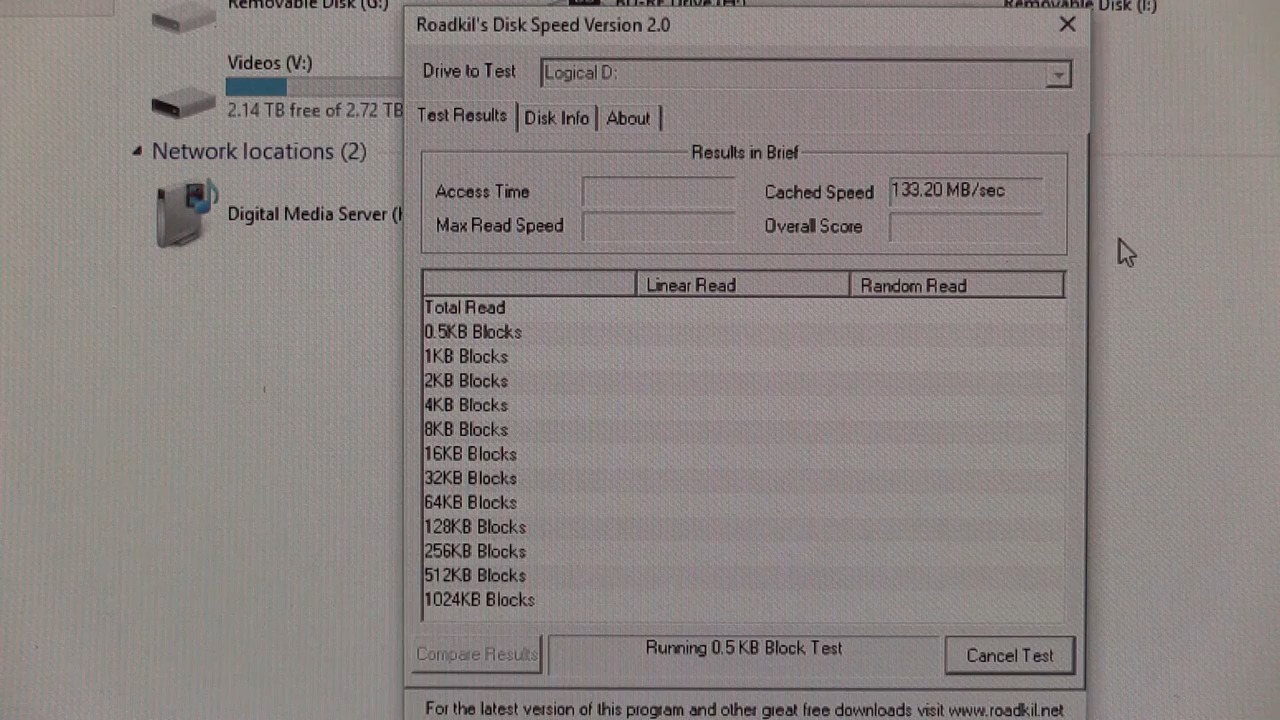 Removable Disk (G:)
Removable Disk (I:)
Roadkil's Disk Speed Version 2.0
Videos (V:)
Drive to Test
Logical D:
2.14 TB free of 2.72 TB
Test Results
Disk Info
About
Network locations (2)
Results in Brief
Access Time
Cached Speed
133.20 MB/sec
Digital Media Server (
Max Read Speed
Overall Score
Linear Read
Random Read
Total Read
0.5KB Blocks
1KB Blocks
2KB Blocks
4KB Blocks
8KB Blocks
16KB Blocks
32KB Blocks
64KB Blocks
128KB Blocks
256KB Blocks
512KB Blocks
1024KB Blocks
Compare Results
Running 0.5 KB Block Test
Cancel Test
For the latest version of this program and other great free downloads visit www.roadkil.net